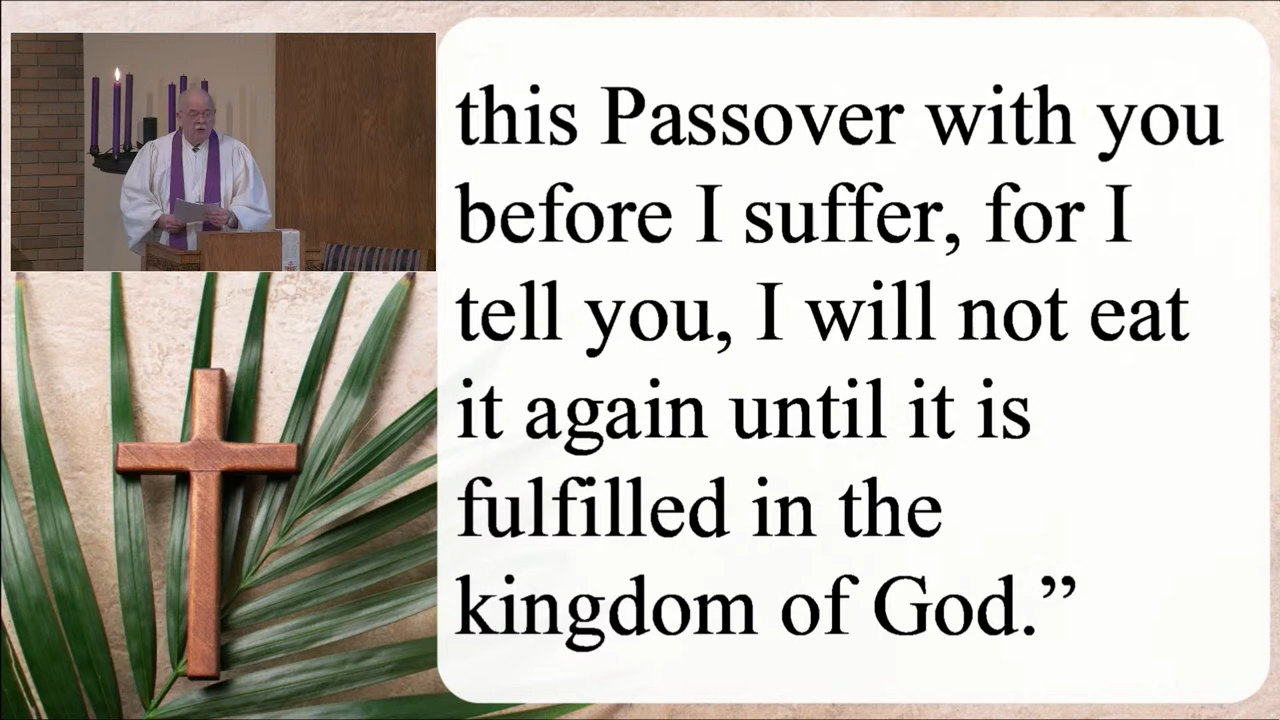 this Passover with you
before I suffer, for I
tell you, I will not eat
it again until it is
fulfilled in the
kingdom of God.”